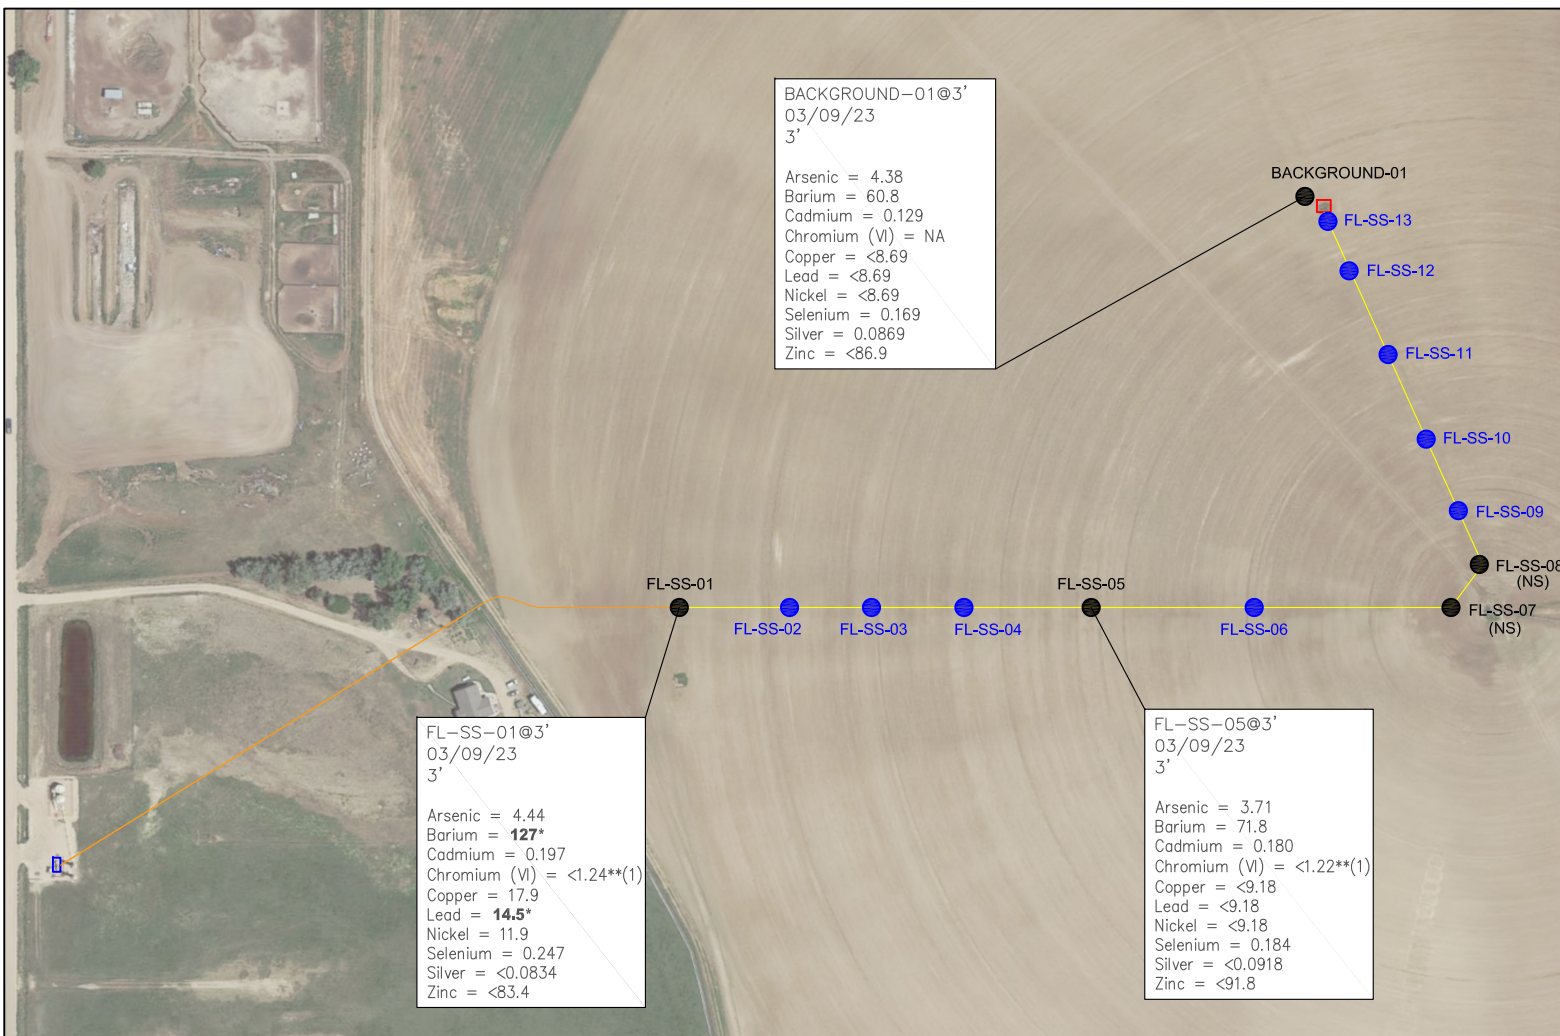 BACKGROUND-01@3'
03/09/23
3'
Arsenic = 4.38
Barium = 60.8
Cadmium = 0.129
Chromium (VI) = NA
Copper = <8.69
Lead = <8.69
Nickel = <8.69
Selenium = 0.169
Silver = 0.0869
Zinc = <86.9
BACKGROUND-01
FL-SS-13
FL-SS-12
FL-SS-11
FL-SS-10
FL-SS-09
FL-SS-08
(NS)
FL-SS-07
(NS)
FL-SS-01
FL-SS-02
FL-SS-03
FL-SS-04
FL-SS-05
FL-SS-06
FL-SS-01@3'
03/09/23
3'
Arsenic = 4.44
Barium = 127*
Cadmium = 0.197
Chromium (VI) = <1.24**(1)
Copper = 17.9
Lead = 14.5*
Nickel = 11.9
Selenium = 0.247
Silver = <0.0834
Zinc = <83.4
FL-SS-05@3'
03/09/23
3'
Arsenic = 3.71
Barium = 71.8
Cadmium = 0.180
Chromium (VI) = <1.22**(1)
Copper = <9.18
Lead = <9.18
Nickel = <9.18
Selenium = 0.184
Silver = <0.0918
Zinc = <91.8